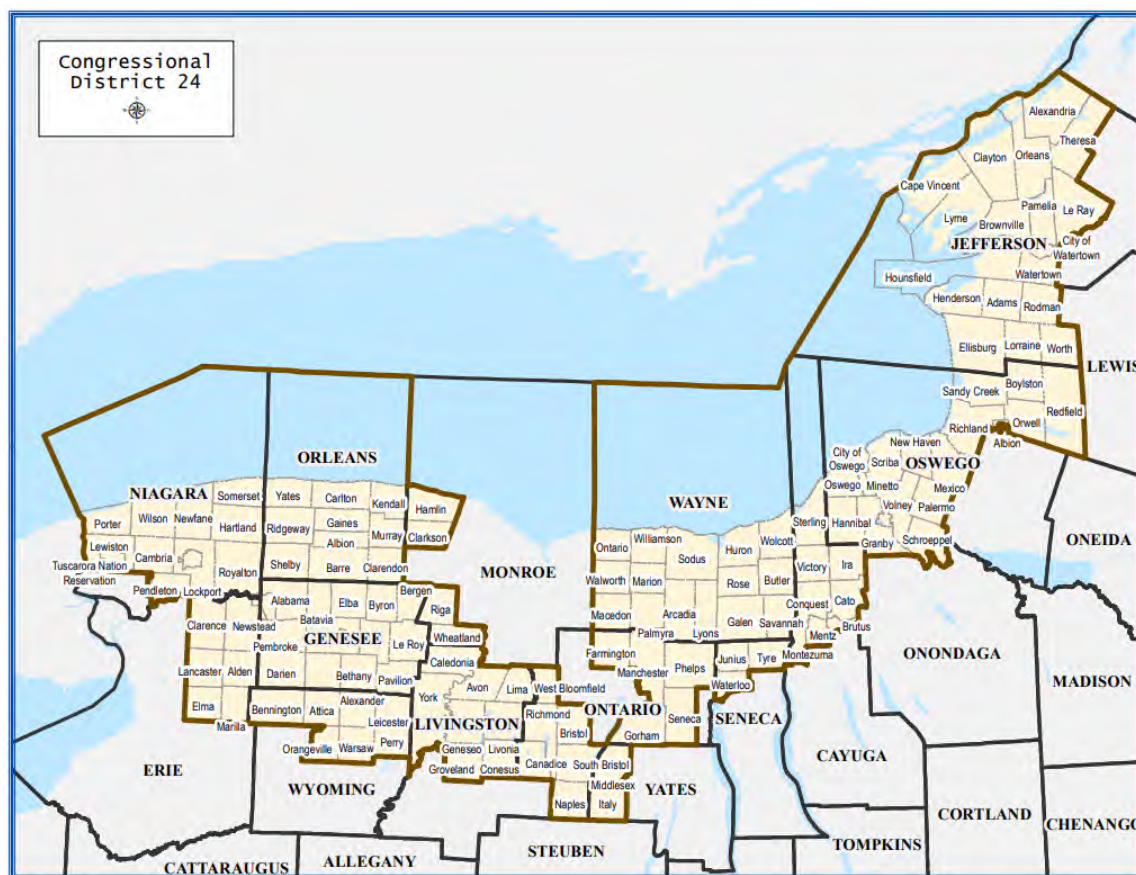 Congressional
District 24
Alexandria
Theresa
Clayton
Orleans
Cape Vincent
Pamelia
Le Ray
Lyme
Brownville
JEFFERSON
City of
Watertown
Hounsfield
Watertown
Henderson
Adams
Rodman
Ellisburg
Lorraine
Worth
LEWIS
Sandy Creek
Boylston
Redfield
Richland
Orwell
Albion
New Haven
City of
Oswego
Scriba
OSWEGO
Oswego
Minetto
Mexico
Volney
Palermo
Hannibal
Granby
Schroeppel
ONEIDA
ORLEANS
NIAGARA
Somerset
Yates
Carlton
Kendall
Hamlin
Porter
Wilson
Newfane
Hartland
Ridgeway
Gaines
Murray
Clarkson
Lewiston
Cambria
Albion
Tuscarora Nation
Reservation
Royalton
Shelby
Barre
Clarendon
Pendleton
Lockport
MONROE
WAYNE
Ontario
Williamson
Sodus
Huron
Wolcott
Sterling
Walworth
Marion
Rose
Butler
Victory
Ira
Macedon
Arcadia
Galen
Savannah
Conquest
Cato
Palmyra
Lyons
Mentz
Brutus
Montezuma
Alabama
Elba
Byron
Bergen
Riga
Clarence
Newstead
Batavia
GENESEE
Le Roy
Wheatland
Pembroke
Caledonia
Lancaster
Alden
Darien
Bethany
Pavilion
York
Avon
Lima
West Bloomfield
Farmington
Manchester
Phelps
Junius
Tyre
Waterloo
Elma
Marilla
Bennington
Attica
Alexander
Leicester
LIVINGSTON
Richmond
ONTARIO
Seneca
SENECA
Bristol
Gorham
Orangeville
Warsaw
Perry
Geneseo
Livonia
Groveland
Conesus
Canadice
South Bristol
Middlesex
Naples
Italy
YATES
ERIE
WYOMING
CAYUGA
ONONDAGA
MADISON
CORTLAND
CHENANGO
TOMPKINS
STEUBEN
ALLEGANY
CATTARAUGUS